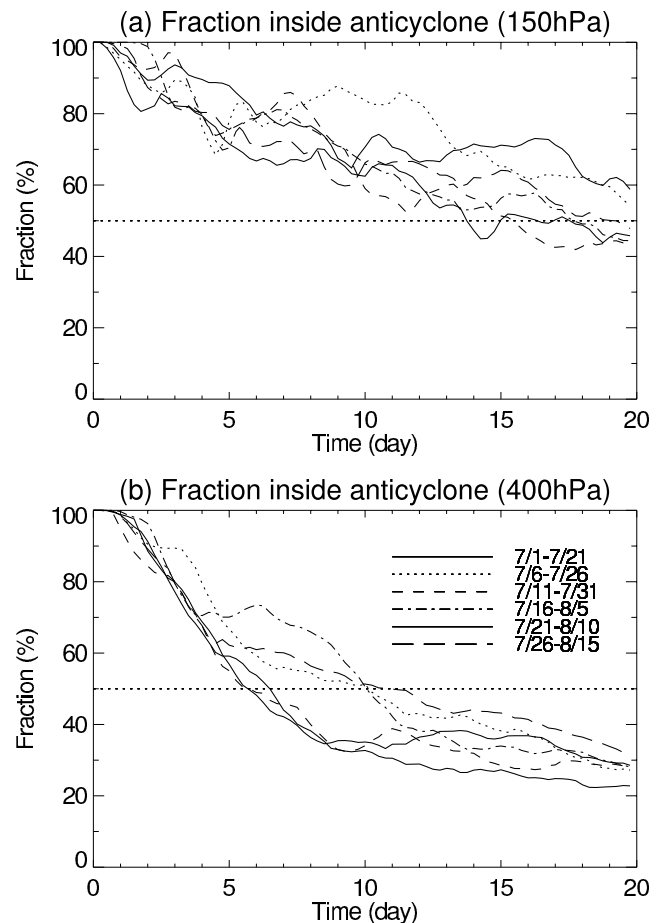 (a) Fraction inside anticyclone (150hPa)
100
80
60
40
20
0
Fraction (%)
0 5 10 15 20
Time (day)
(b) Fraction inside anticyclone (400hPa)
100
80
60
40
20
0
Fraction (%)
7/1-7/21
7/6-7/26
7/11-7/31
7/16-8/5
7/21-8/10
7/26-8/15
0 5 10 15 20
Time (day)